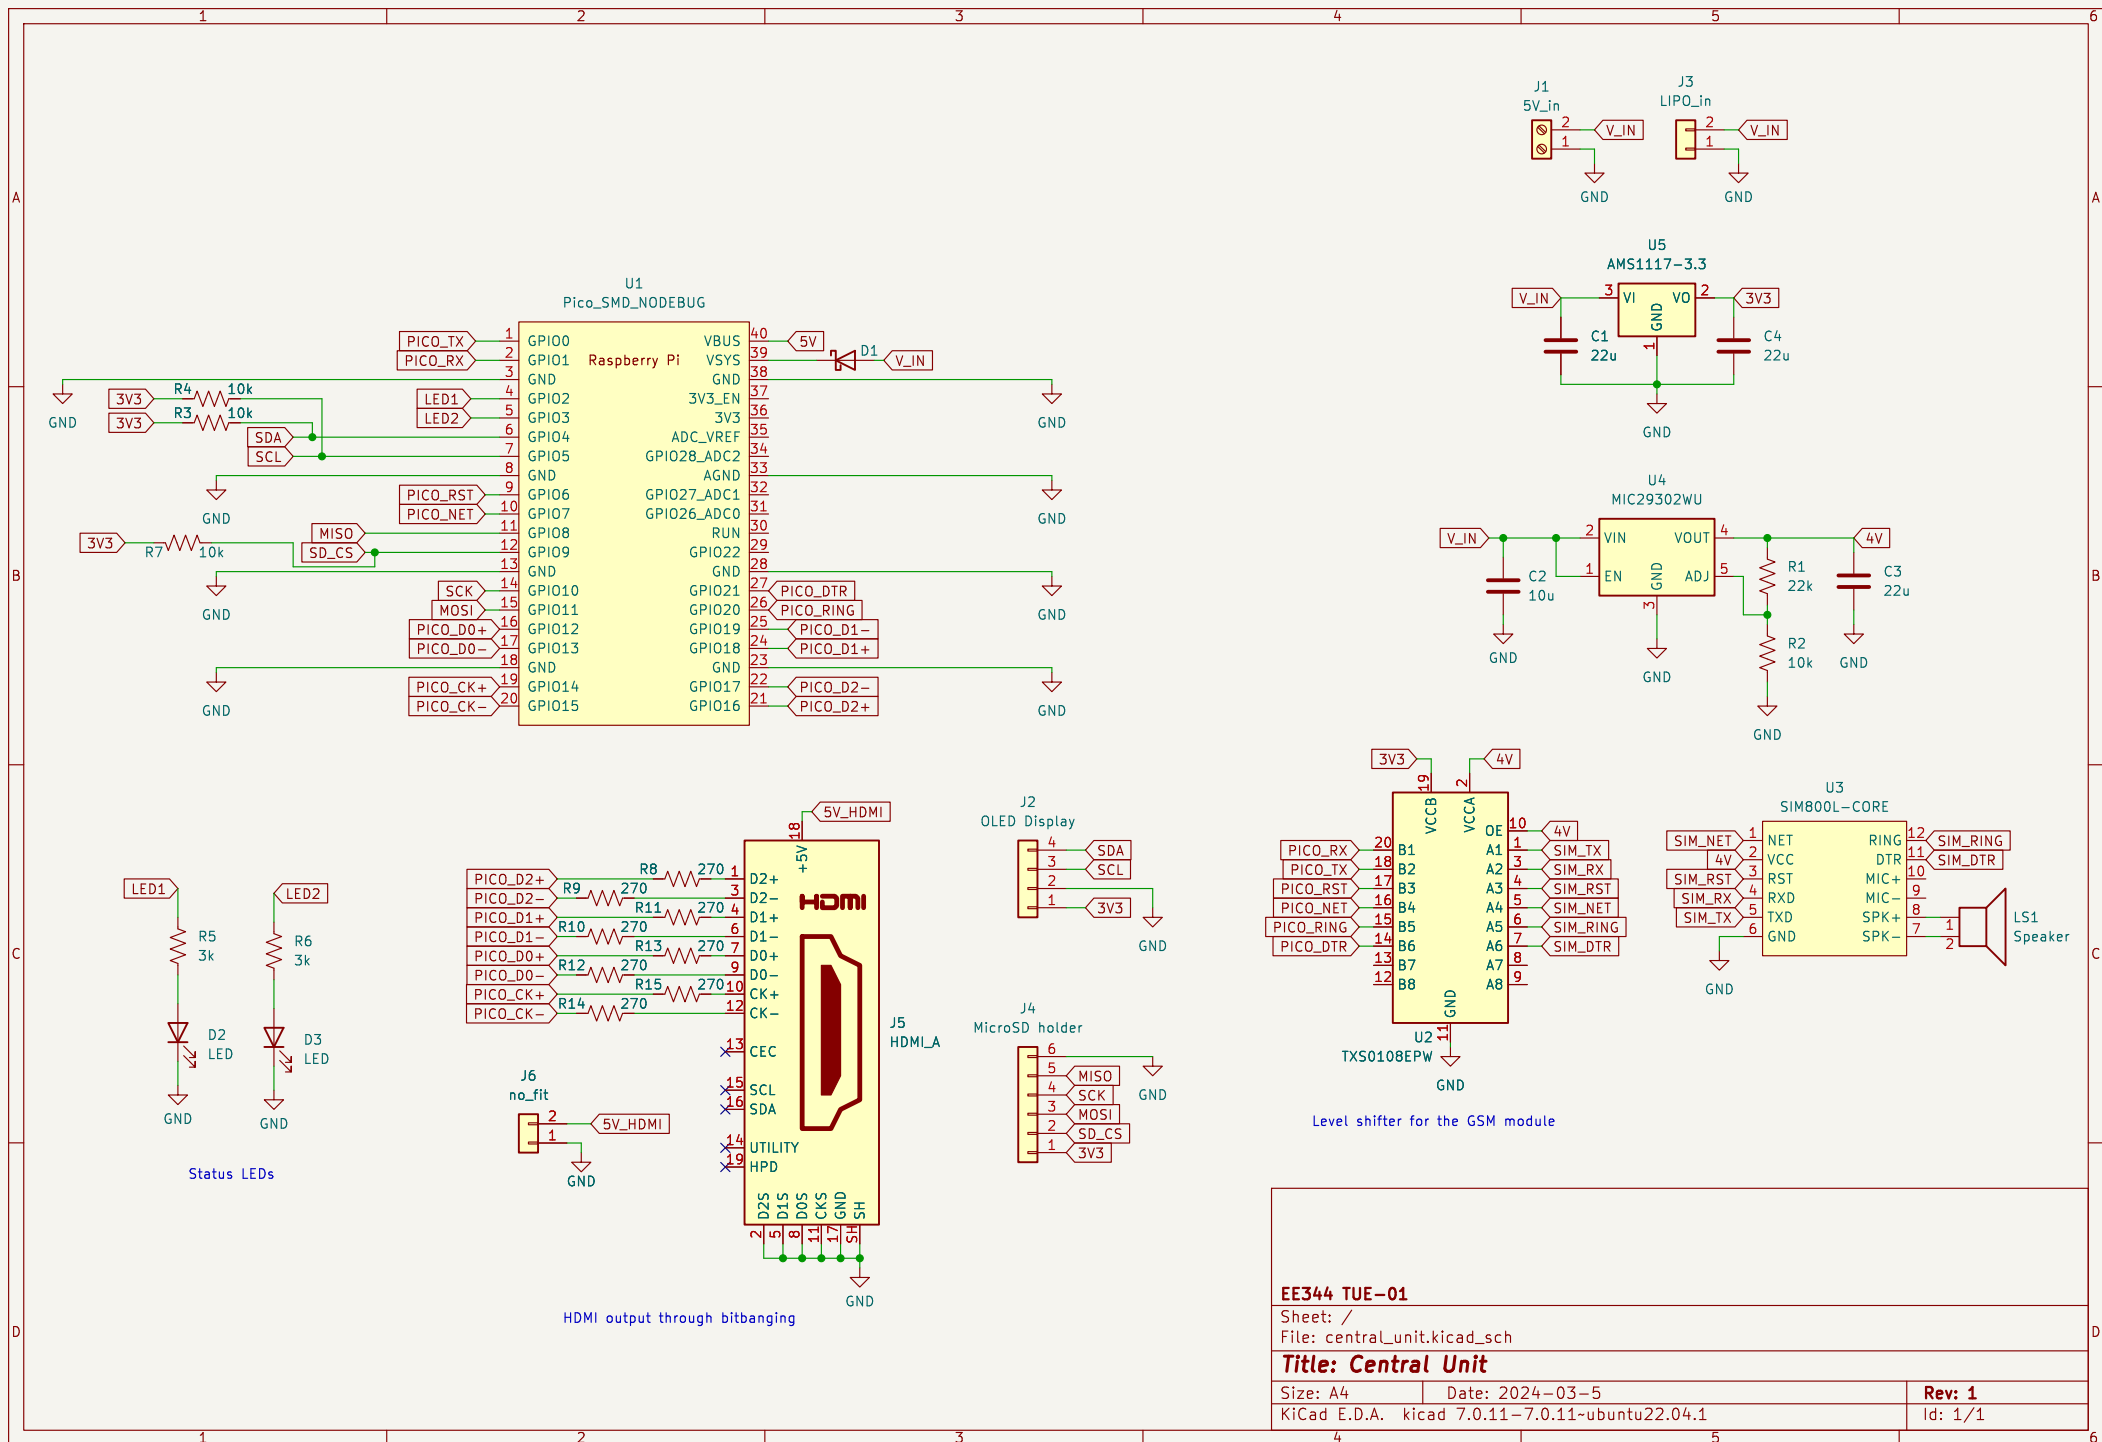 1 2 3 4 5 6
A
B
C
D
A
B
C
D
1 2 3 4 5 6
J1
5V_in
2 V_IN
1
GND
J3
LIPO_in
2 V_IN
1
GND
U5
AMS1117-3.3
V_IN 3 VI VO 2 3V3
GND
1
C1
22u
C4
22u
GND
U1
Pico_SMD_NODEBUG
Raspberry Pi
PICO_TX 1 GPIO0
PICO_RX 2 GPIO1
3 GND
LED1 4 GPIO2
LED2 5 GPIO3
SDA 6 GPIO4
SCL 7 GPIO5
8 GND
PICO_RST 9 GPIO6
PICO_NET 10 GPIO7
MISO 11 GPIO8
SD_CS 12 GPIO9
13 GND
SCK 14 GPIO10
MOSI 15 GPIO11
PICO_D0+ 16 GPIO12
PICO_D0- 17 GPIO13
18 GND
PICO_CK+ 19 GPIO14
PICO_CK- 20 GPIO15
VBUS 40 5V
VSYS 39 D1 V_IN
GND 38
3V3_EN 37
3V3 36
ADC_VREF 35
GPIO28_ADC2 34
AGND 33
GPIO27_ADC1 32
GPIO26_ADC0 31
RUN 30
GPIO22 29
GND 28
GPIO21 27 PICO_DTR
GPIO20 26 PICO_RING
GPIO19 25 PICO_D1-
GPIO18 24 PICO_D1+
GND 23
GPIO17 22 PICO_D2-
GPIO16 21 PICO_D2+
3V3 R4 10k
3V3 R3 10k
3V3 R7 10k
GND
GND
GND
GND
GND
GND
GND
GND
U4
MIC29302WU
V_IN 2 VIN VOUT 4 4V
1 EN ADJ 5
GND
3
C2
10u
R1
22k
C3
22u
R2
10k
GND
GND
GND
GND
3V3 4V
19 2
VCCB VCCA
OE 10 4V
PICO_RX 20 B1 A1 1 SIM_TX
PICO_TX 18 B2 A2 3 SIM_RX
PICO_RST 17 B3 A3 4 SIM_RST
PICO_NET 16 B4 A4 5 SIM_NET
PICO_RING 15 B5 A5 6 SIM_RING
PICO_DTR 14 B6 A6 7 SIM_DTR
13 B7 A7 8
12 B8 A8 9
GND
11
U2
TXS0108EPW
GND
Level shifter for the GSM module
U3
SIM800L-CORE
SIM_NET 1 NET RING 12 SIM_RING
4V 2 VCC DTR 11 SIM_DTR
SIM_RST 3 RST MIC+ 10
SIM_RX 4 RXD MIC- 9
SIM_TX 5 TXD SPK+ 8 1
6 GND SPK- 7 2
LS1
Speaker
GND
LED1
R5
3k
D2
LED
GND
LED2
R6
3k
D3
LED
GND
Status LEDs
5V_HDMI
18
+5V
HDMI
PICO_D2+ R8 270 1 D2+
PICO_D2- R9 270 3 D2-
PICO_D1+ R11 270 4 D1+
PICO_D1- R10 270 6 D1-
PICO_D0+ R13 270 7 D0+
PICO_D0- R12 270 9 D0-
PICO_CK+ R15 270 10 CK+
PICO_CK- R14 270 12 CK-
13 CEC
15 SCL
16 SDA
14 UTILITY
19 HPD
D2S D1S D0S CKS GND SH
2 5 8 11 17 SH
J5
HDMI_A
GND
J6
no_fit
2 5V_HDMI
1
GND
HDMI output through bitbanging
J2
OLED Display
4 SDA
3 SCL
2
1 3V3
GND
J4
MicroSD holder
6
5 MISO
4 SCK
3 MOSI
2 SD_CS
1 3V3
GND
EE344 TUE-01
Sheet: /
File: central_unit.kicad_sch
Title: Central Unit
Size: A4 Date: 2024-03-5 Rev: 1
KiCad E.D.A. kicad 7.0.11-7.0.11~ubuntu22.04.1 Id: 1/1